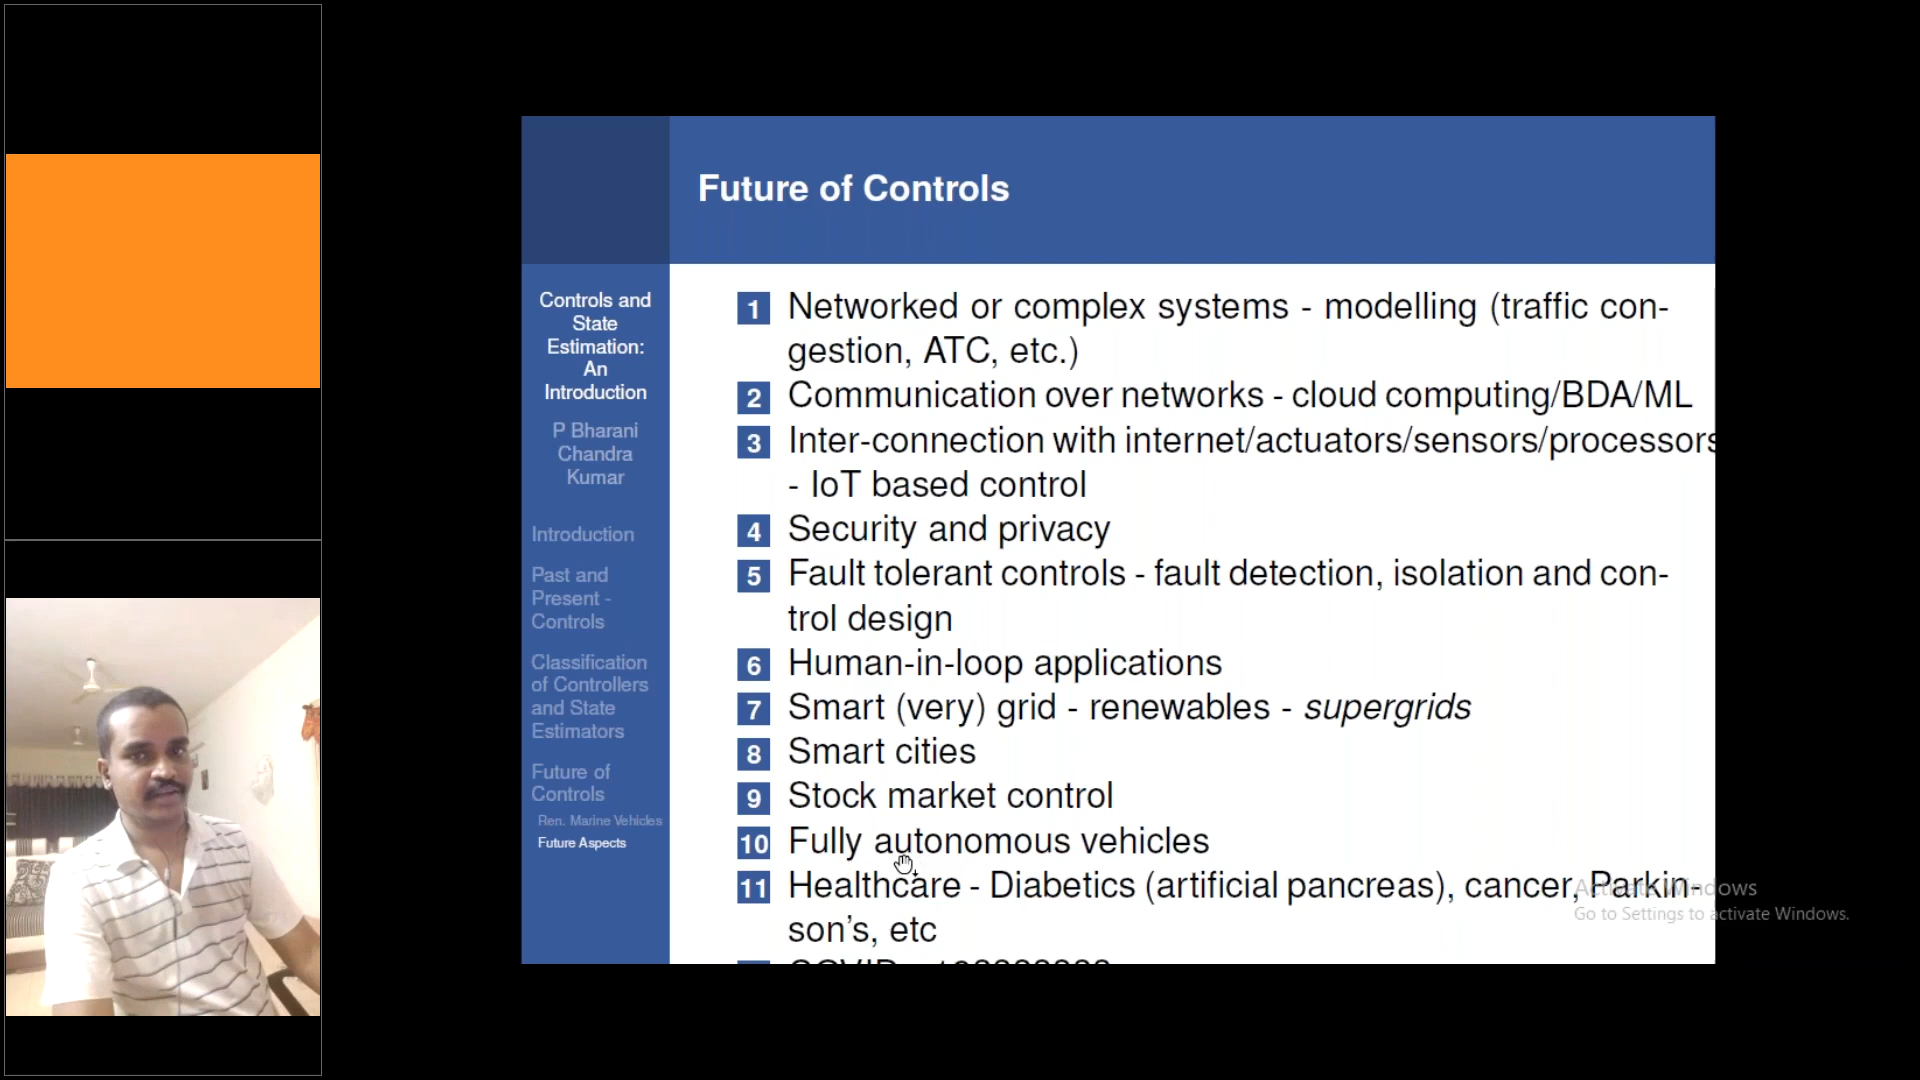 Future of Controls
Controls and
State
Estimation:
An
Introduction
P Bharani
Chandra
Kumar
Introduction
Past and
Present -
Controls
Classification
of Controllers
and State
Estimators
Future of
Controls
Ren. Marine Vehicles
Future Aspects
1 Networked or complex systems - modelling (traffic con-
gestion, ATC, etc.)
2 Communication over networks - cloud computing/BDA/ML
3 Inter-connection with internet/actuators/sensors/processors
- IoT based control
4 Security and privacy
5 Fault tolerant controls - fault detection, isolation and con-
trol design
6 Human-in-loop applications
7 Smart (very) grid - renewables - supergrids
8 Smart cities
9 Stock market control
10 Fully autonomous vehicles
11 Healthcare - Diabetics (artificial pancreas), cancer, Parkin-
son's, etc
Activate Windows
Go to Settings to activate Windows.